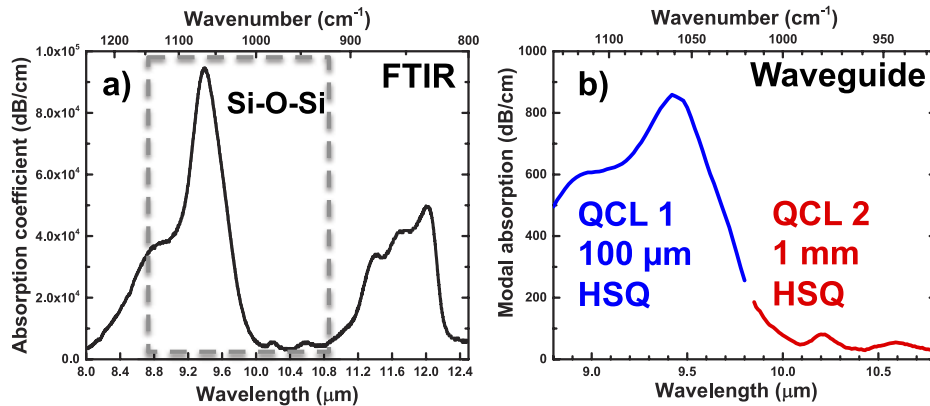 Wavenumber (cm⁻¹)
1200 1100 1000 900 800
Absorption coefficient (dB/cm)
1.0x10⁵
8.0x10⁴
6.0x10⁴
4.0x10⁴
2.0x10⁴
0.0
a)
FTIR
Si-O-Si
8.0 8.4 8.8 9.2 9.6 10.0 10.4 10.8 11.2 11.6 12.0 12.4
Wavelength (μm)
Wavenumber (cm⁻¹)
1100 1050 1000 950
Modal absorption (dB/cm)
1000
800
600
400
200
0
b)
Waveguide
QCL 1
100 μm
HSQ
QCL 2
1 mm
HSQ
9.0 9.5 10.0 10.5
Wavelength (μm)